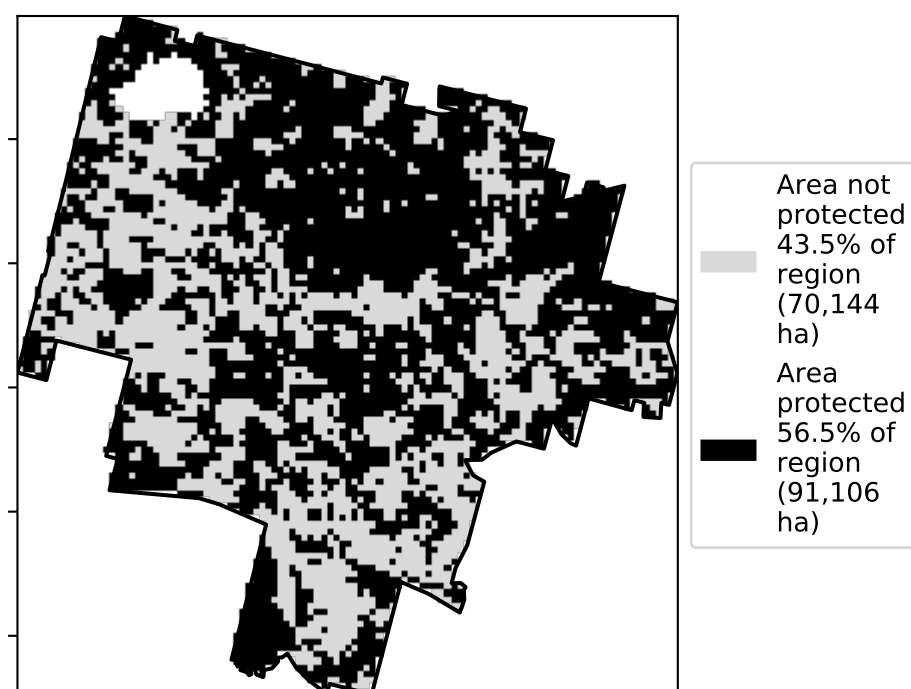 Area not
protected
43.5% of
region
(70,144
ha)
Area
protected
56.5% of
region
(91,106
ha)